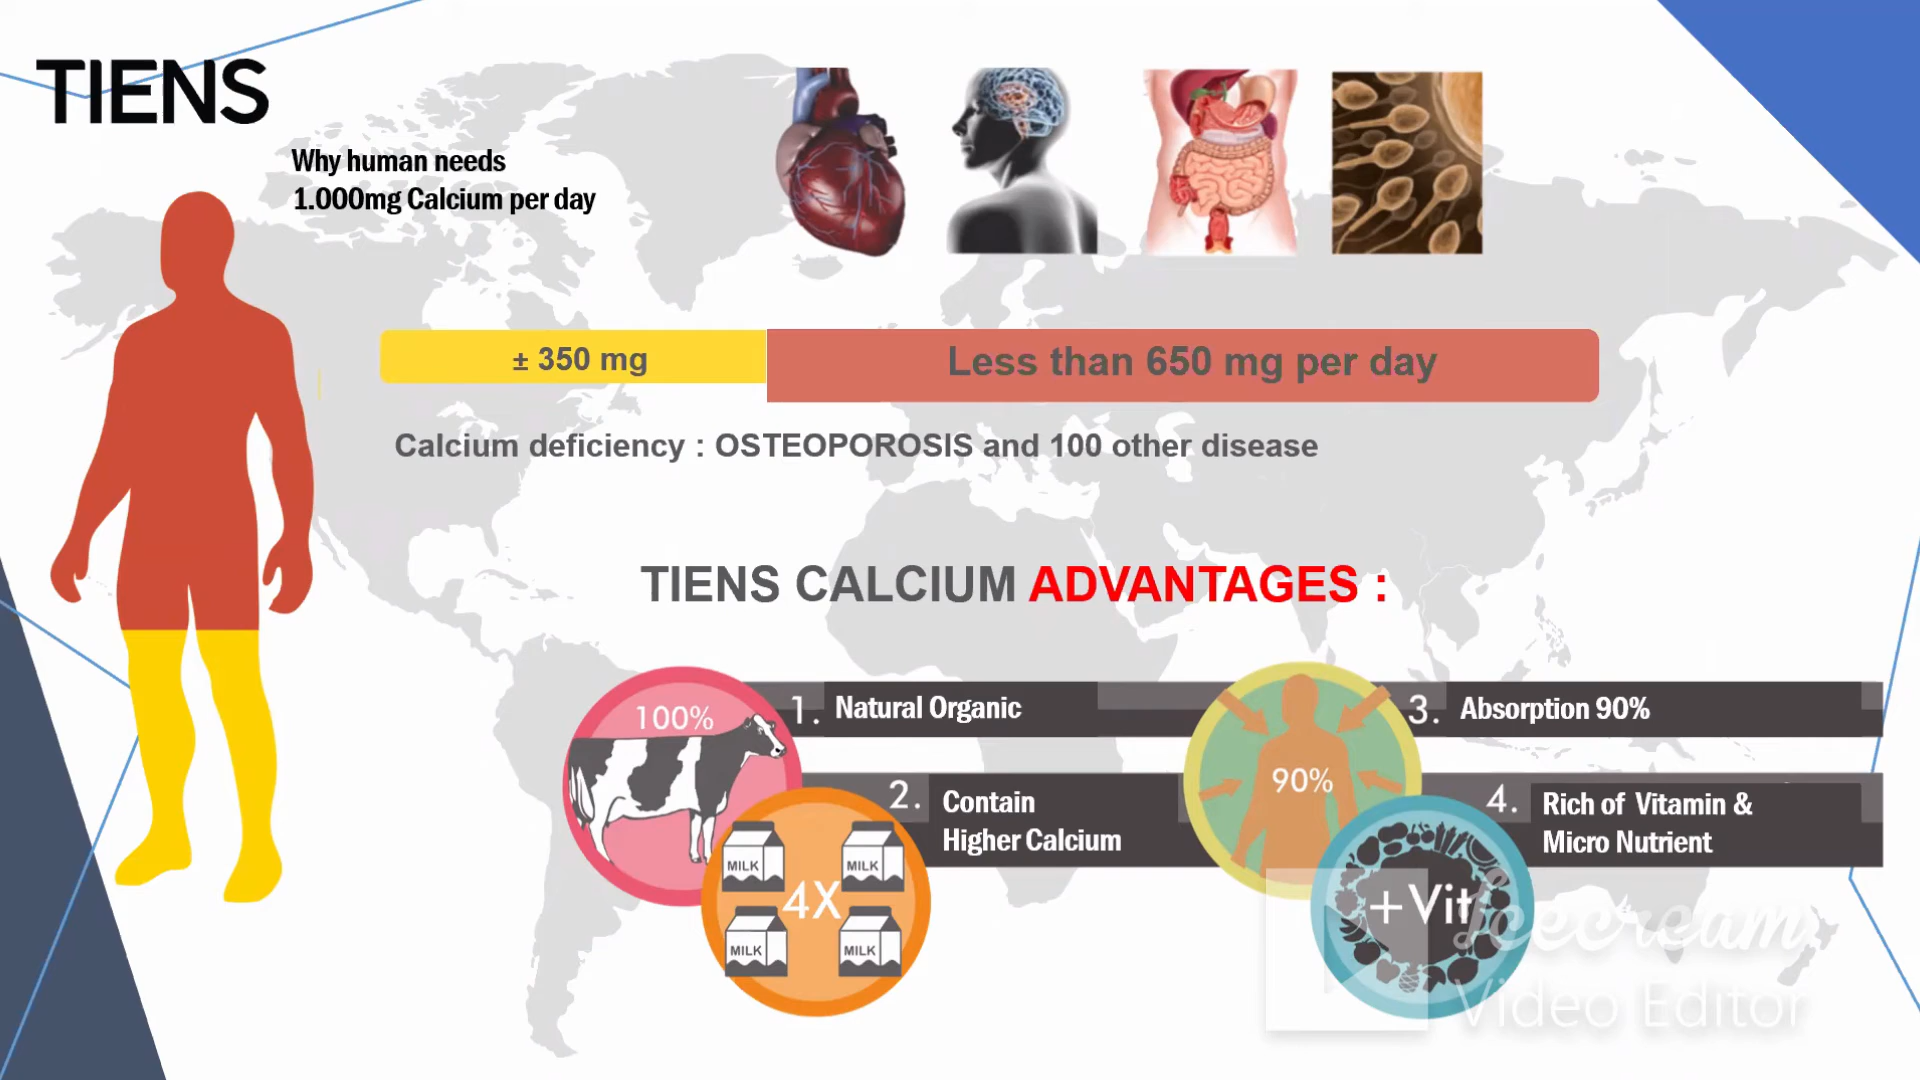 TIENS
Why human needs
1.000mg Calcium per day
± 350 mg
Less than 650 mg per day
Calcium deficiency : OSTEOPOROSIS and 100 other disease
TIENS CALCIUM ADVANTAGES :
100%
1. Natural Organic
2. Contain
Higher Calcium
MILK
MILK
4X
MILK
MILK
90%
3. Absorption 90%
4. Rich of Vitamin &
Micro Nutrient
+Vit
icecream
Video Editor